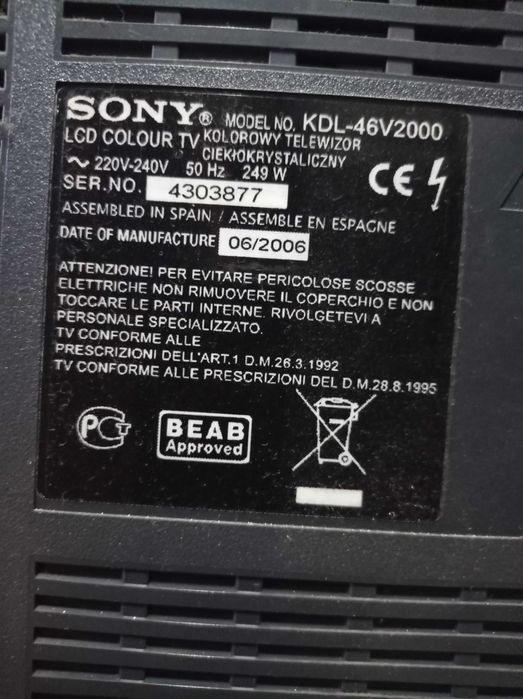 SONY® MODEL NO. KDL-46V2000
LCD COLOUR TV KOLOROWY TELEWIZOR
CIEKŁOKRYSTALICZNY
~ 220V-240V 50 Hz 249 W
SER.NO. 4303877
CE
ASSEMBLED IN SPAIN / ASSEMBLE EN ESPAGNE
DATE OF MANUFACTURE 06/2006
ATTENZIONE! PER EVITARE PERICOLOSE SCOSSE
ELETTRICHE NON RIMUOVERE IL COPERCHIO E NON
TOCCARE LE PARTI INTERNE. RIVOLGETEVI A
PERSONALE SPECIALIZZATO.
TV CONFORME ALLE
PRESCRIZIONI DELL'ART.1 D.M.26.3.1992
TV CONFORME ALLE PRESCRIZIONI DEL D.M.28.8.1995
PCT
BEAB
Approved